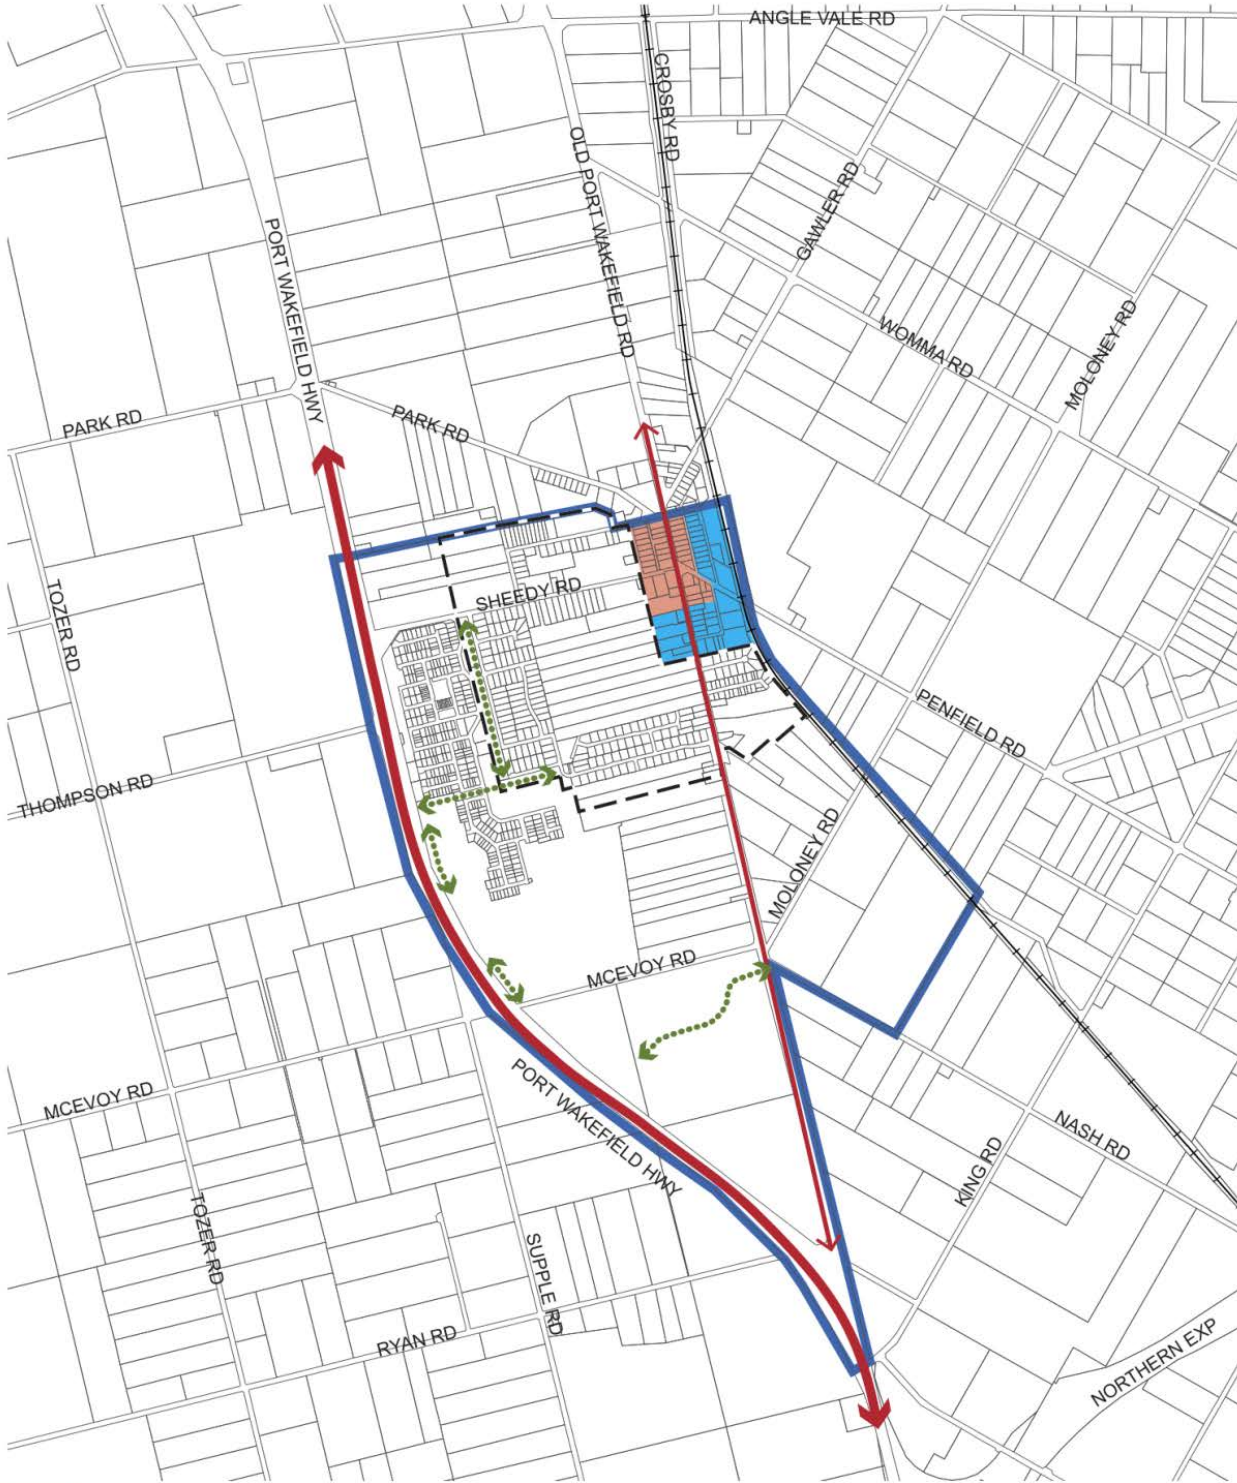 ANGLE VALE RD
CROSBY RD
OLD PORT WAKEFIELD RD
GAWLER RD
PORT WAKEFIELD HWY
WOMMA RD
MOLONEY RD
PARK RD
PARK RD
SHEEDY RD
TOZER RD
PENFIELD RD
THOMPSON RD
MOLONEY RD
MCEVOY RD
PORT WAKEFIELD HWY
MCEVOY RD
NASH RD
KING RD
TOZER RD
SUPPLE RD
RYAN RD
NORTHERN EXP